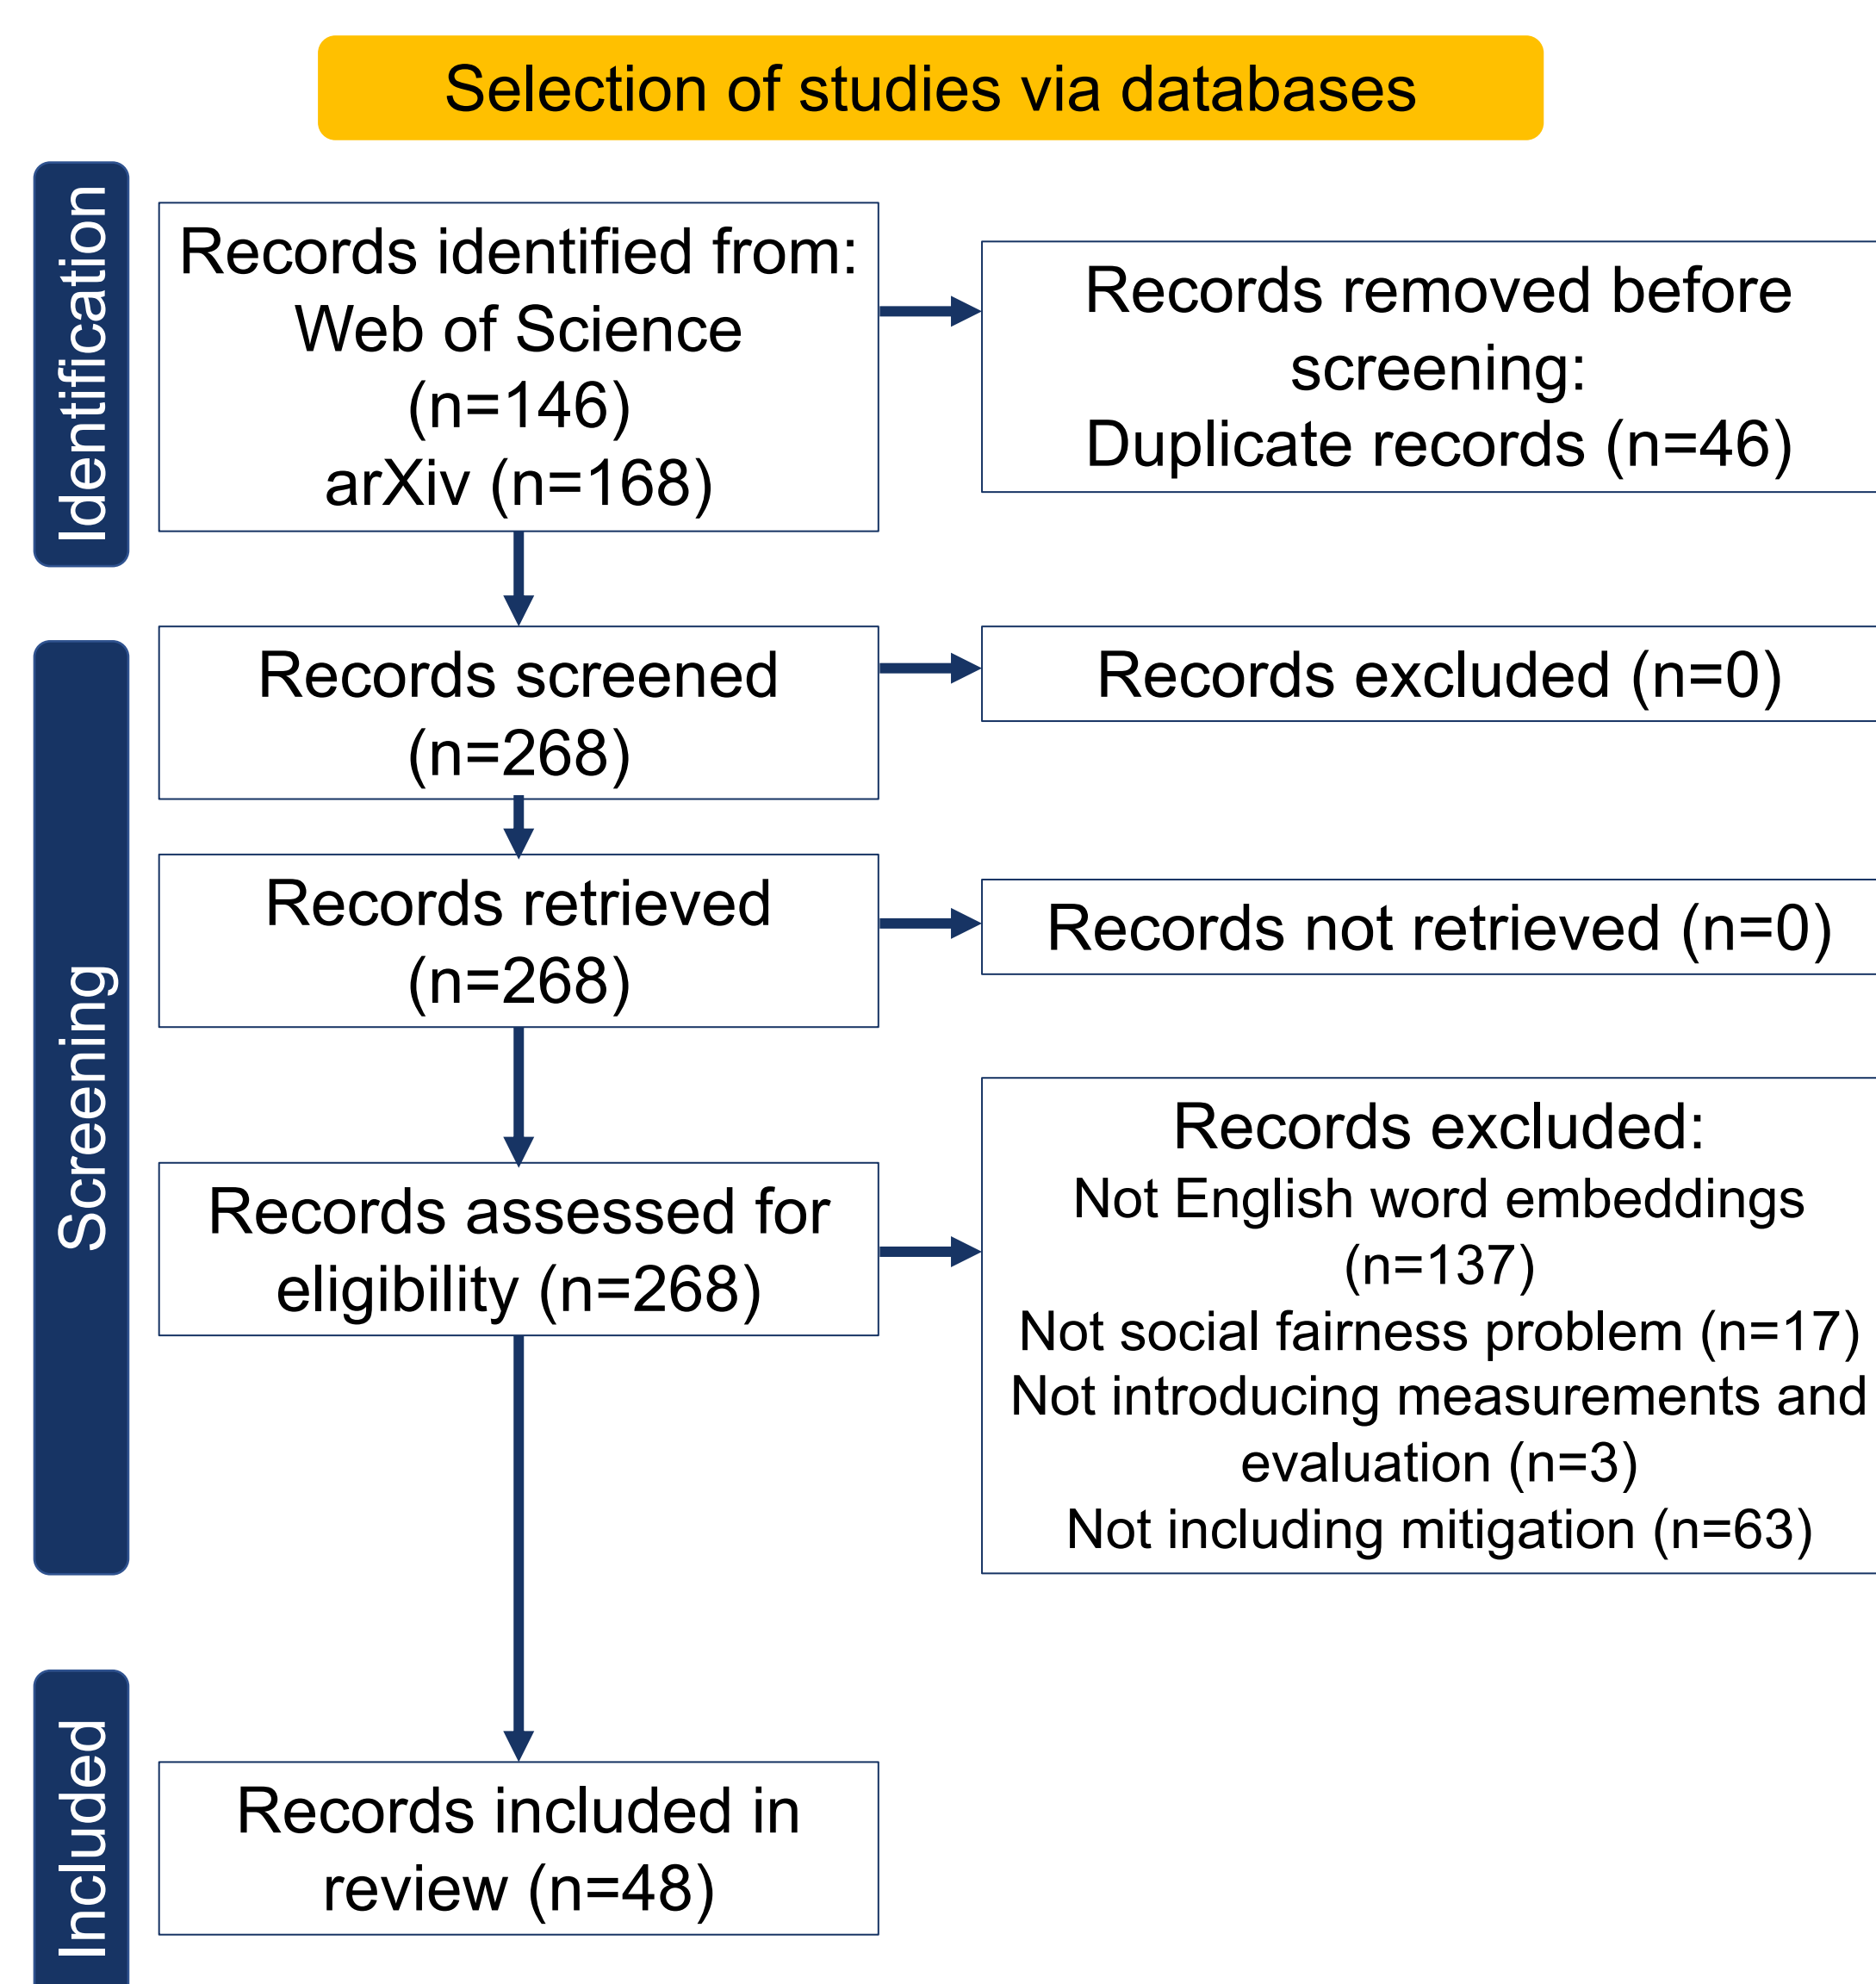 Selection of studies via databases
Identification
Records identified from:
Web of Science
(n=146)
arXiv (n=168)
Records removed before
screening:
Duplicate records (n=46)
Screening
Records screened
(n=268)
Records excluded (n=0)
Records retrieved
(n=268)
Records not retrieved (n=0)
Records assessed for
eligibility (n=268)
Records excluded:
Not English word embeddings
(n=137)
Not social fairness problem (n=17)
Not introducing measurements and
evaluation (n=3)
Not including mitigation (n=63)
Included
Records included in
review (n=48)